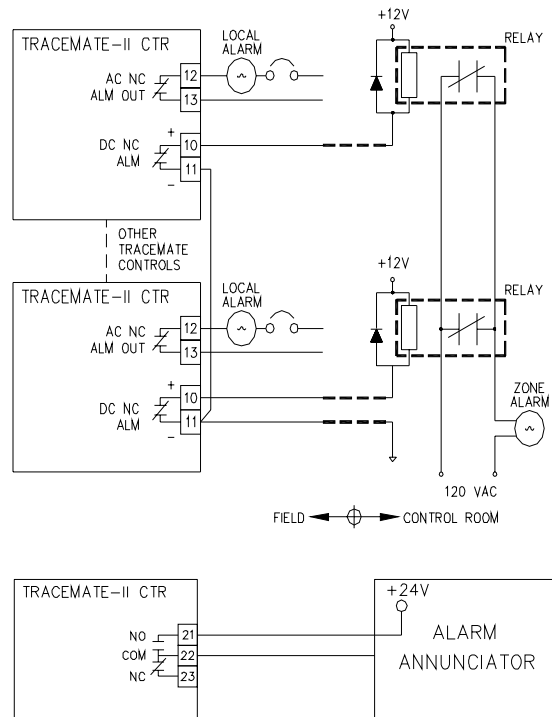 TRACEMATE-II CTR
AC NC
ALM OUT
12
13
+
DC NC
ALM
−
10
11
LOCAL
ALARM
+12V
RELAY
OTHER
TRACEMATE
CONTROLS
TRACEMATE-II CTR
AC NC
ALM OUT
12
13
+
DC NC
ALM
−
10
11
LOCAL
ALARM
+12V
RELAY
ZONE
ALARM
120 VAC
FIELD
CONTROL ROOM
TRACEMATE-II CTR
NO
COM
NC
21
22
23
+24V
ALARM
ANNUNCIATOR